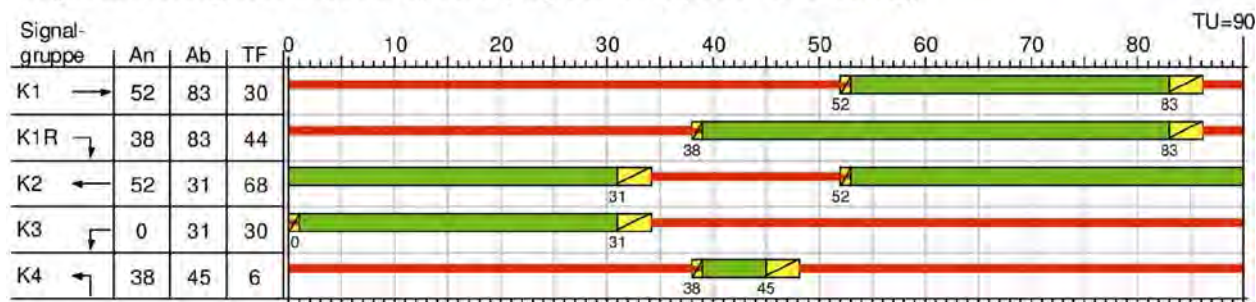 TU=90
Signal-
gruppe An Ab TF 0 10 20 30 40 50 60 70 80
K1 52 83 30
52 83
K1R 38 83 44
38 83
K2 52 31 68
31 52
K3 0 31 30
0 31
K4 38 45 6
38 45